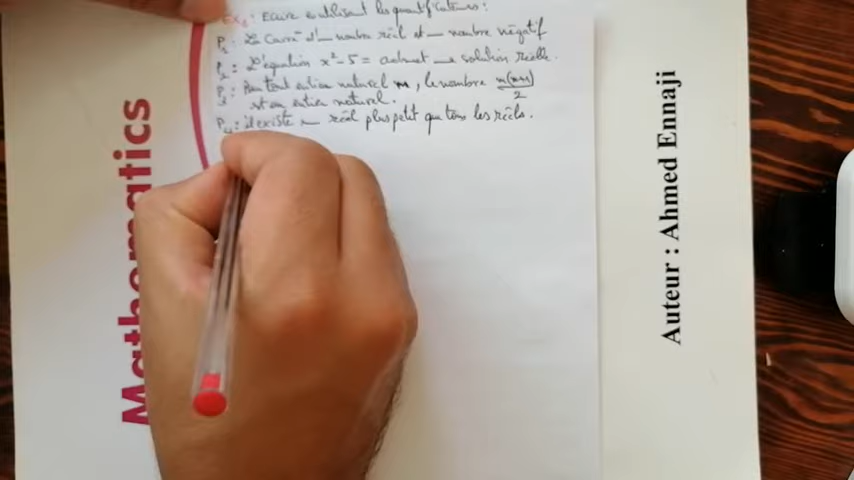 Ex1: Ecrire en utilisant les quantificateurs:
P1: Le Carré d'un nombre réel est un nombre négatif
P2: L'équation x²-5= admet une solution réelle.
P3: Pour tout entier naturel n, le nombre n(n+1)/2
est un entier naturel.
P4: il existe un réel plus petit que tous les réels.
Mathematics
Auteur : Ahmed Ennaji